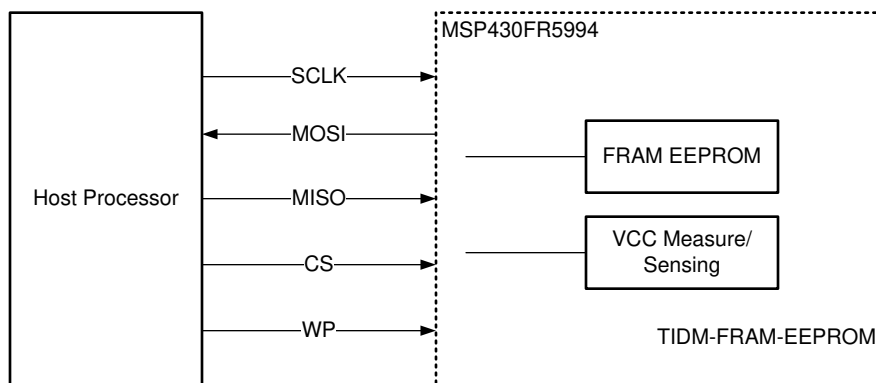 MSP430FR5994
SCLK
MOSI
FRAM EEPROM
Host Processor
MISO
VCC Measure/
Sensing
CS
WP
TIDM-FRAM-EEPROM